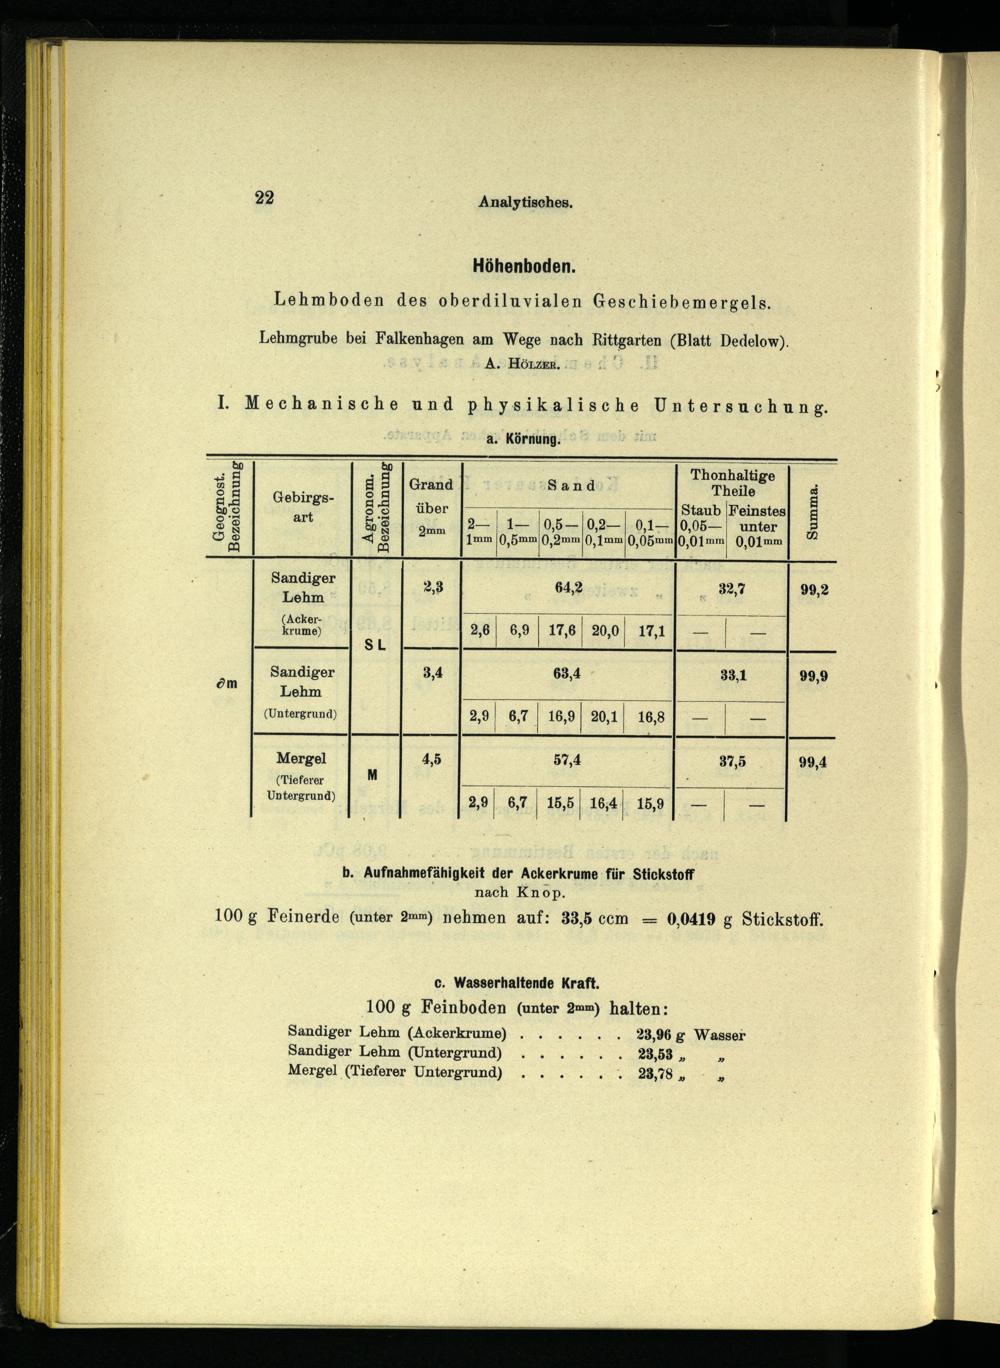 22 Analytisches.
Höhenboden.
Lehmboden des oberdiluvialen Geschiebemergels.
Lehmgrube bei Falkenhagen am Wege nach Rittgarten (Blatt Dedelow).
A. Hölzer.
I. Mechanische und physikalische Untersuchung.
a. Körnung.
Geognost. Bezeichnung | Gebirgsart | Agronom. Bezeichnung | Grand über 2mm | Sand | Thonhaltige Theile | Summa.
2—1mm | 1—0,5mm | 0,5—0,2mm | 0,2—0,1mm | 0,1—0,05mm | Staub 0,05—0,01mm | Feinstes unter 0,01mm
Sandiger Lehm 2,3 64,2 32,7 99,2
(Ackerkrume) 2,6 6,9 17,6 20,0 17,1 — —
S L
∂m Sandiger Lehm 3,4 63,4 33,1 99,9
(Untergrund) 2,9 6,7 16,9 20,1 16,8 — —
Mergel M 4,5 57,4 37,5 99,4
(Tieferer Untergrund) 2,9 6,7 15,5 16,4 15,9 — —
b. Aufnahmefähigkeit der Ackerkrume für Stickstoff
nach Knop.
100 g Feinerde (unter 2mm) nehmen auf: 33,5 ccm = 0,0419 g Stickstoff.
c. Wasserhaltende Kraft.
100 g Feinboden (unter 2mm) halten:
Sandiger Lehm (Ackerkrume) . . . . . . 23,96 g Wasser
Sandiger Lehm (Untergrund) . . . . . . 23,53 „ „
Mergel (Tieferer Untergrund) . . . . . . 23,78 „ „